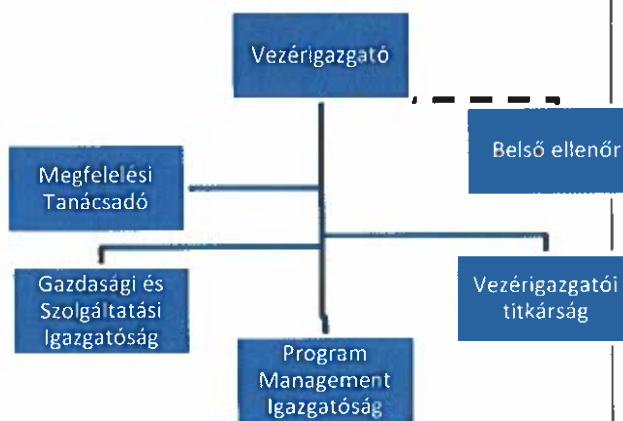 Vezérigazgató
Belső ellenőr
Megfelelési
Tanácsadó
Gazdasági és
Szolgáltatási
Igazgatóság
Vezérigazgatói
titkárság
Program
Management
Igazgatóság